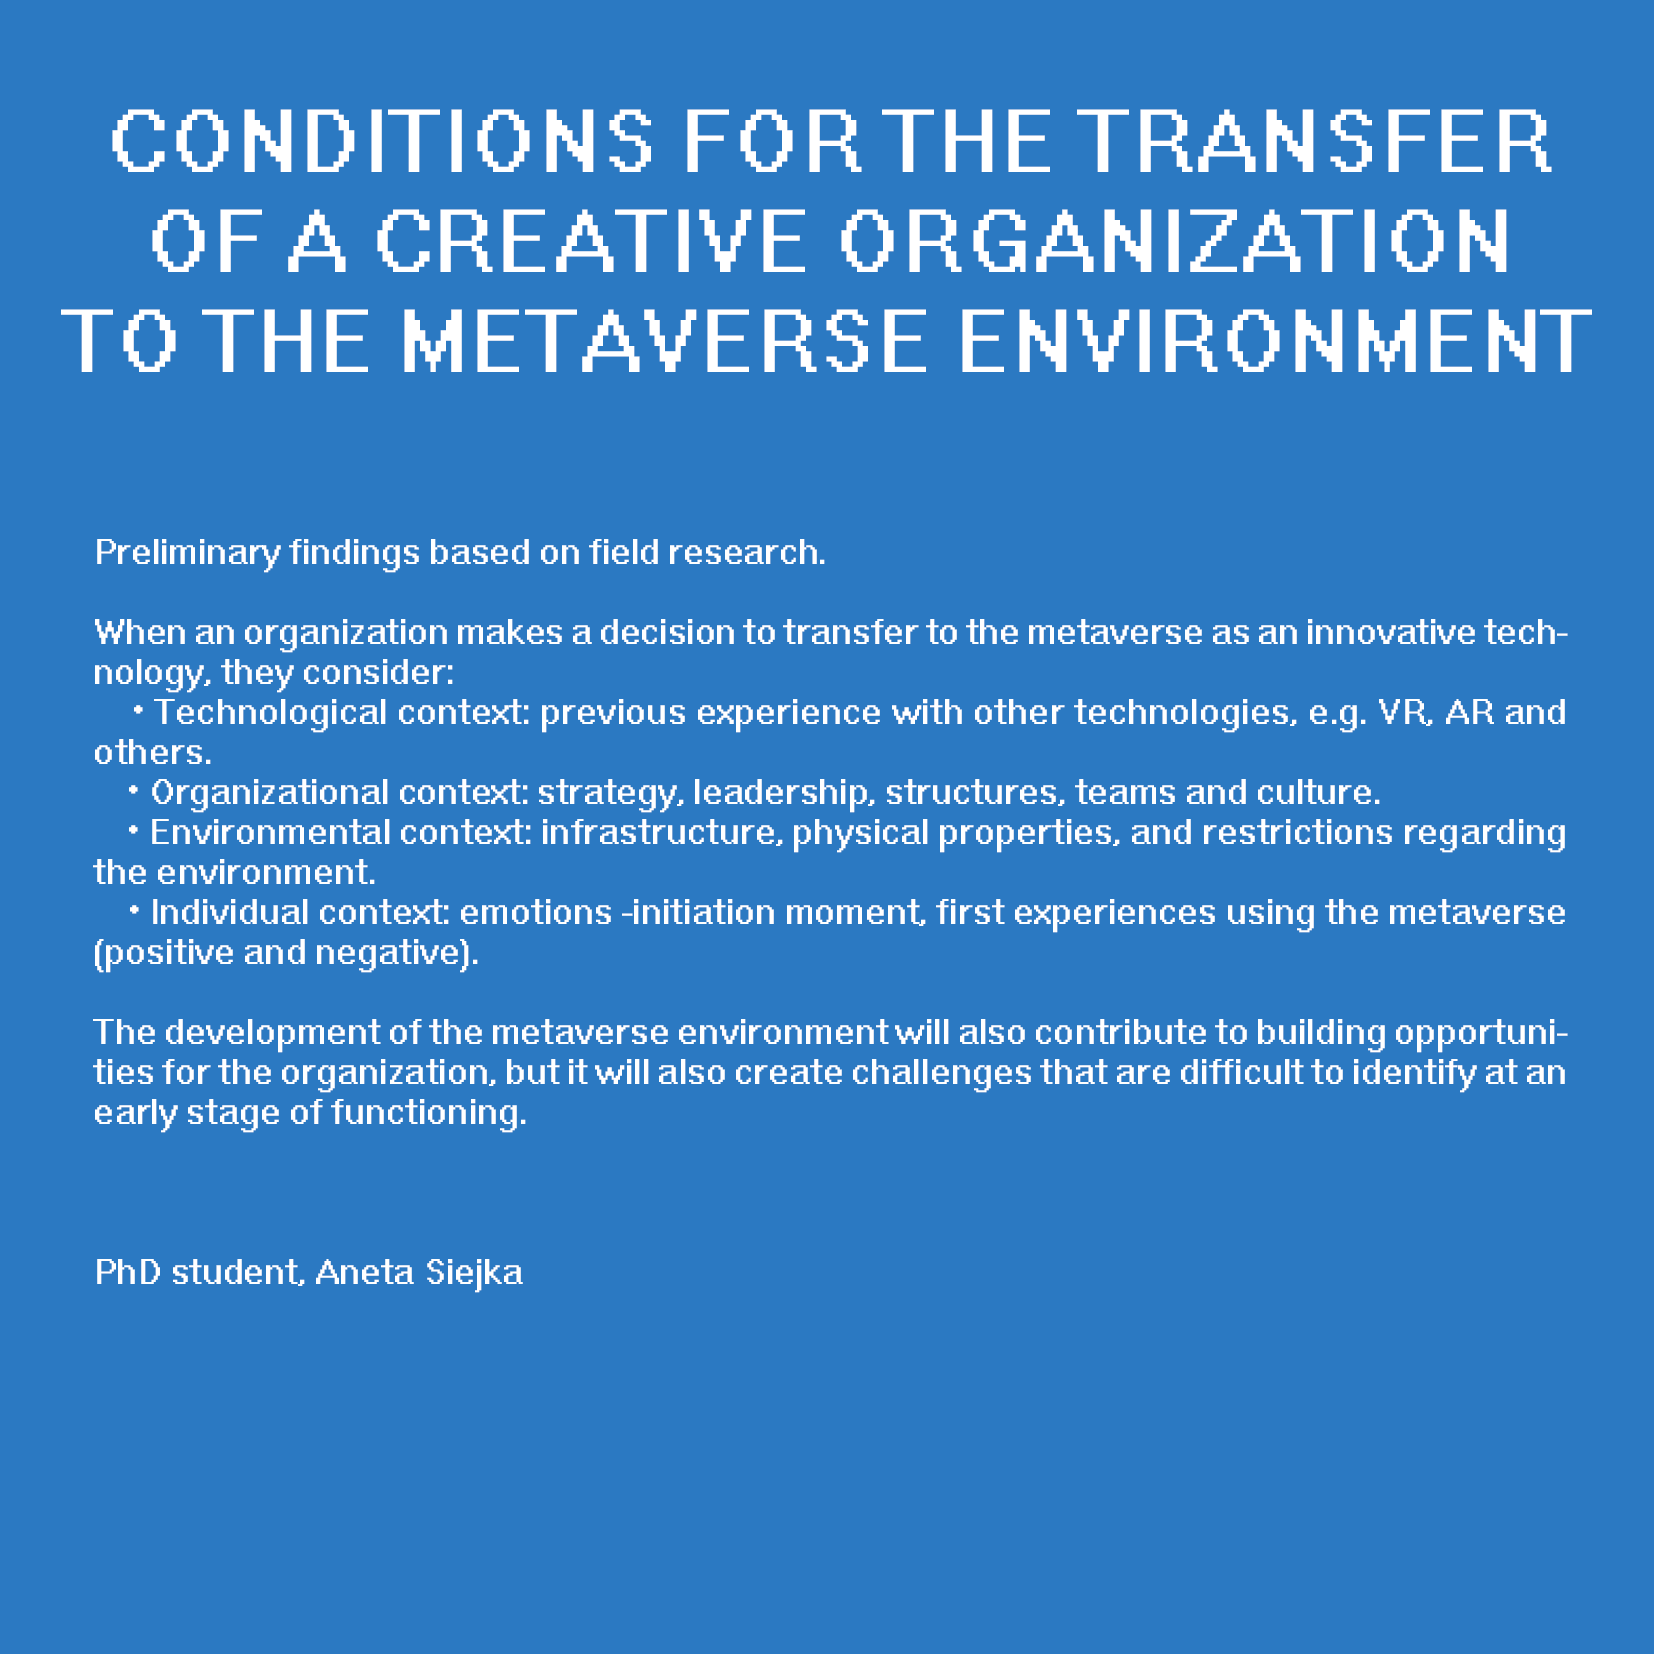 CONDITIONS FOR THE TRANSFER
OF A CREATIVE ORGANIZATION
TO THE METAVERSE ENVIRONMENT
Preliminary findings based on field research.
When an organization makes a decision to transfer to the metaverse as an innovative tech-
nology, they consider:
• Technological context: previous experience with other technologies, e.g. VR, AR and
others.
• Organizational context: strategy, leadership, structures, teams and culture.
• Environmental context: infrastructure, physical properties, and restrictions regarding
the environment.
• Individual context: emotions -initiation moment, first experiences using the metaverse
(positive and negative).
The development of the metaverse environment will also contribute to building opportuni-
ties for the organization, but it will also create challenges that are difficult to identify at an
early stage of functioning.
PhD student, Aneta Siejka